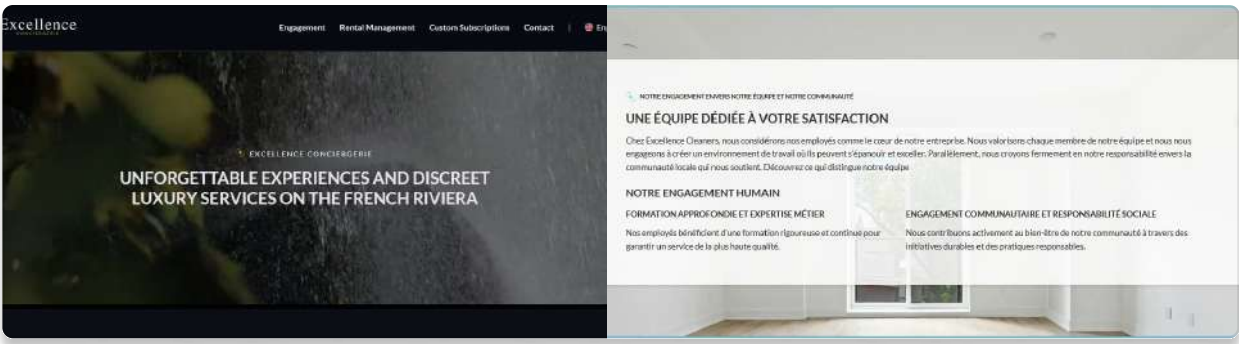 Excellence
CONCIERGERIE
Engagement Rental Management Custom Subscriptions Contact | En
EXCELLENCE CONCIERGERIE
UNFORGETTABLE EXPERIENCES AND DISCREET
LUXURY SERVICES ON THE FRENCH RIVIERA
NOTRE ENGAGEMENT ENVERS NOTRE ÉQUIPE ET NOTRE COMMUNAUTÉ
UNE ÉQUIPE DÉDIÉE À VOTRE SATISFACTION
Chez Excellence Cleaners, nous considérons nos employés comme le cœur de notre entreprise. Nous valorisons chaque membre de notre équipe et nous nous
engageons à créer un environnement de travail où ils peuvent s'épanouir et exceller. Parallèlement, nous croyons fermement en notre responsabilité envers la
communauté locale qui nous soutient. Découvrez ce qui distingue notre équipe
NOTRE ENGAGEMENT HUMAIN
FORMATION APPROFONDIE ET EXPERTISE MÉTIER
Nos employés bénéficient d'une formation rigoureuse et continue pour
garantir un service de la plus haute qualité.
ENGAGEMENT COMMUNAUTAIRE ET RESPONSABILITÉ SOCIALE
Nous contribuons activement au bien-être de notre communauté à travers des
initiatives durables et des pratiques responsables.